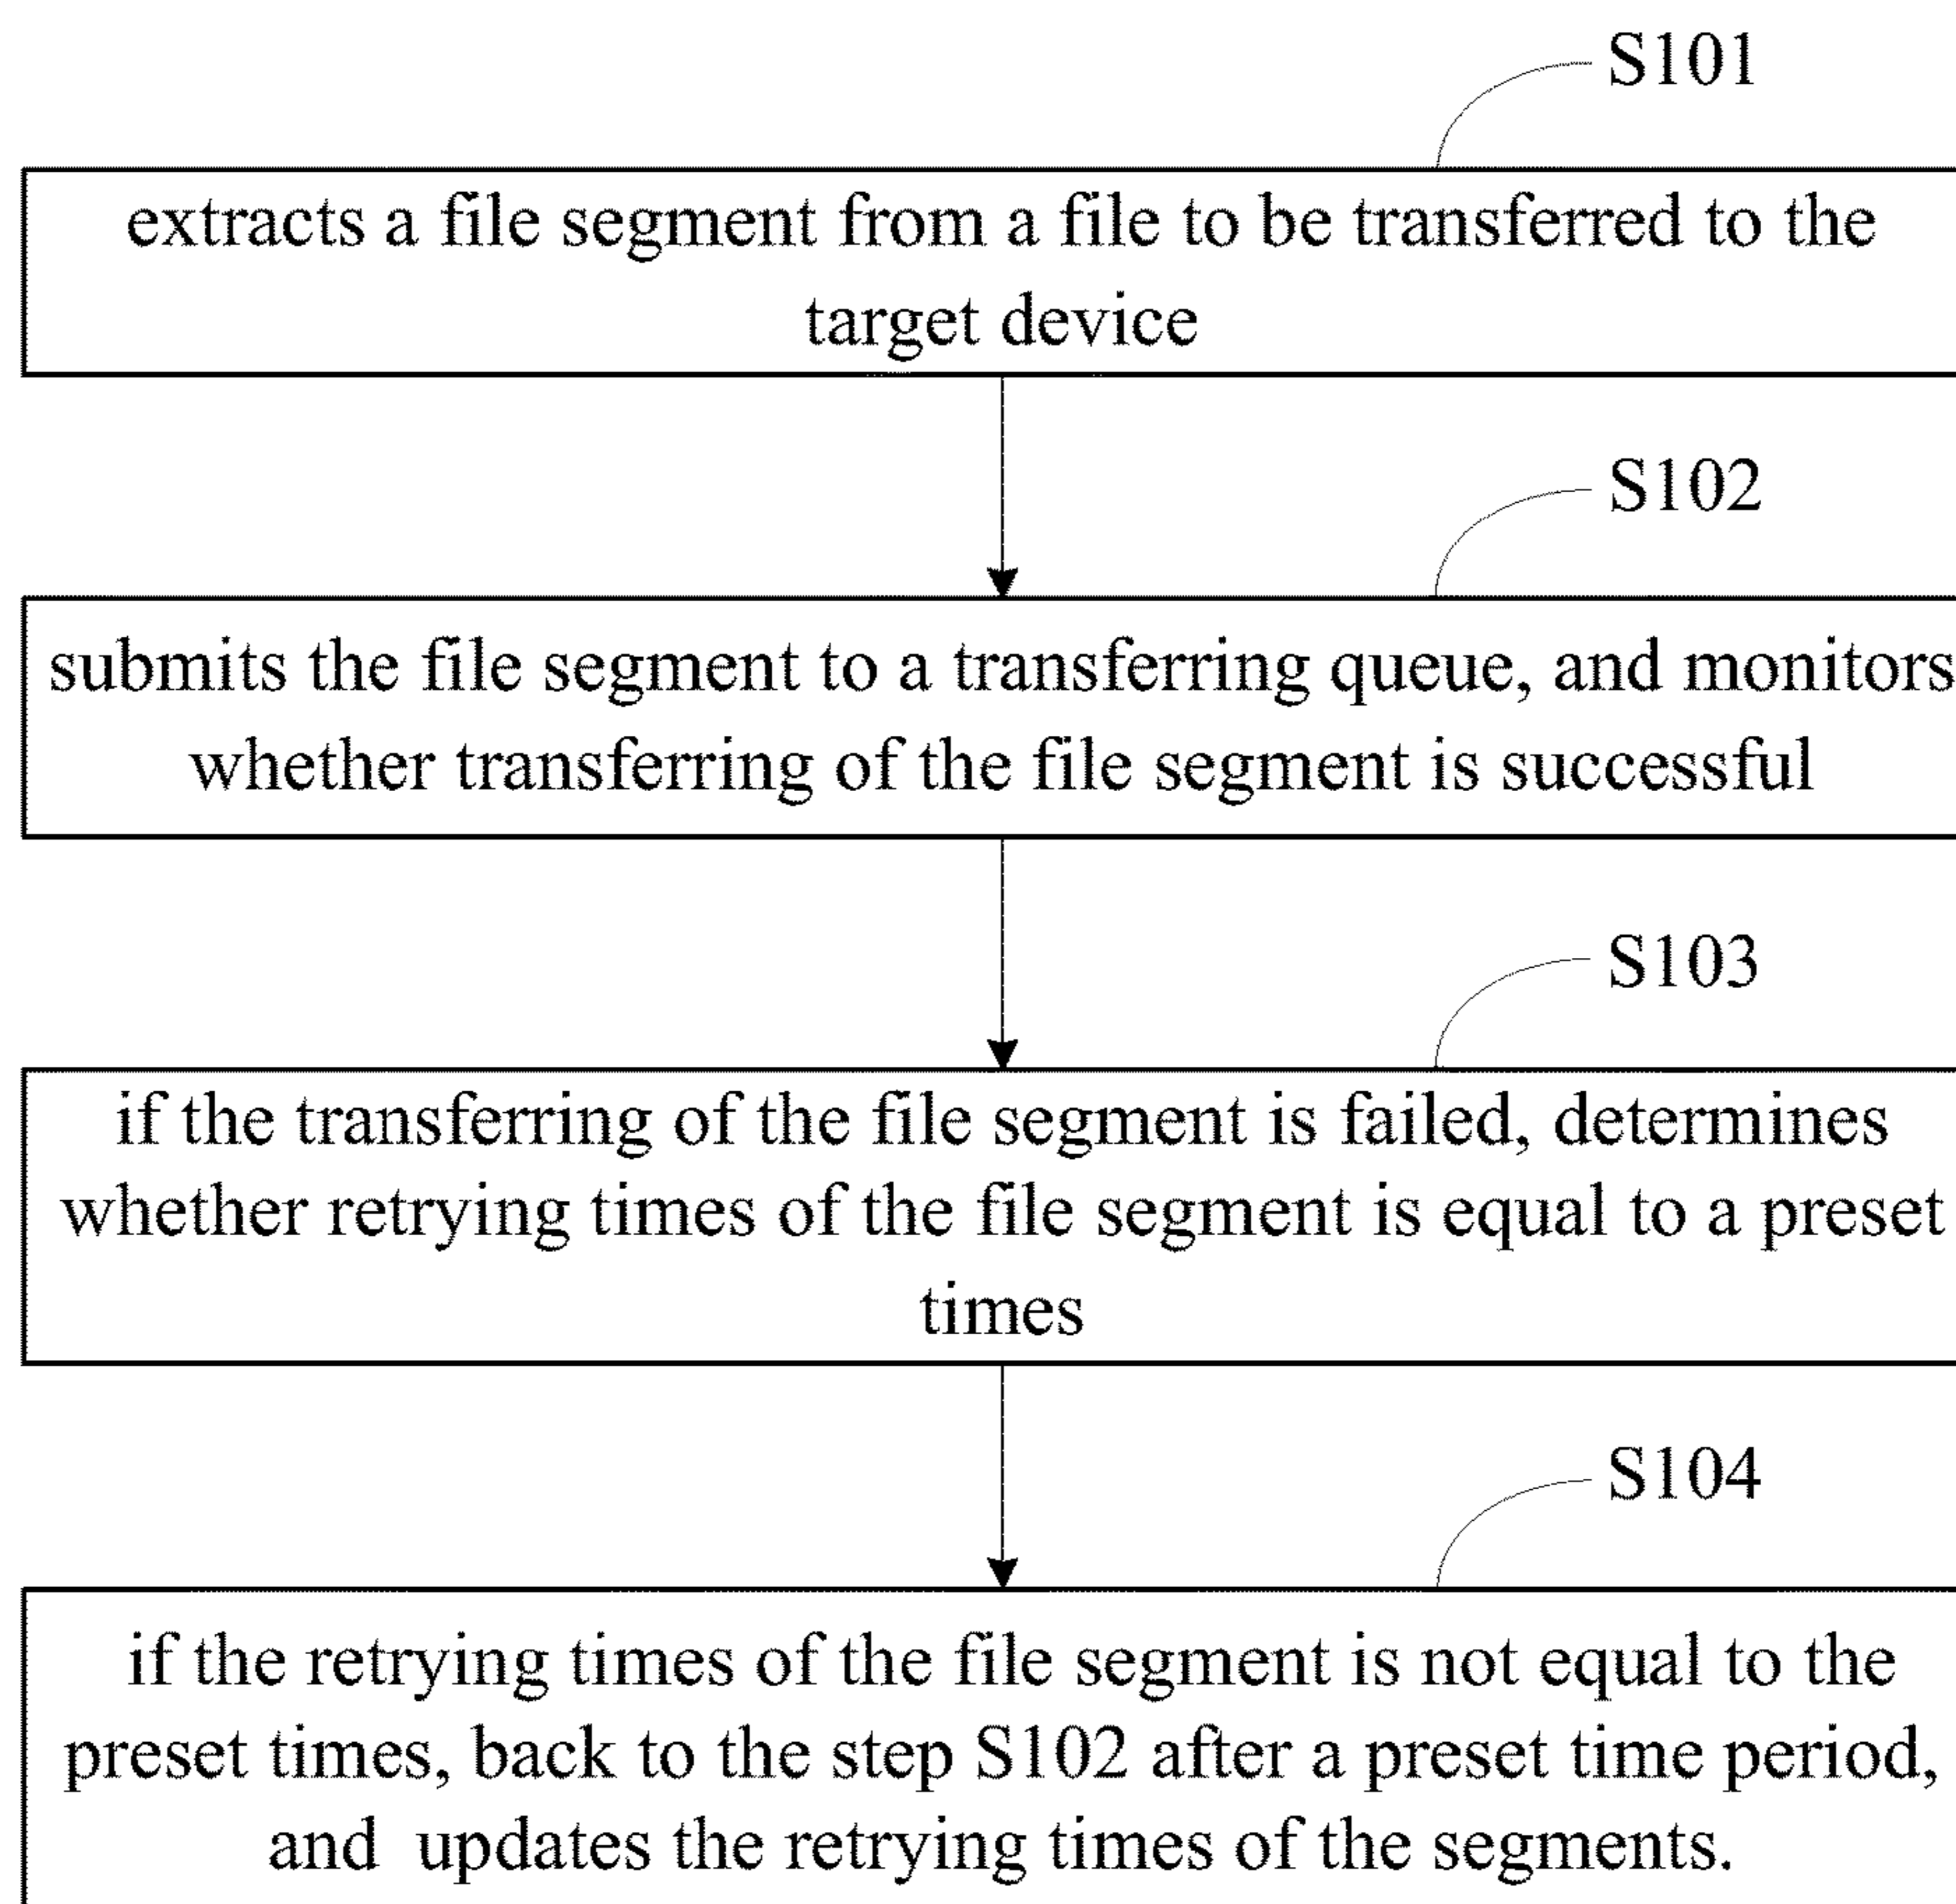 S101
extracts a file segment from a file to be transferred to the
target device
S102
submits the file segment to a transferring queue, and monitors
whether transferring of the file segment is successful
S103
if the transferring of the file segment is failed, determines
whether retrying times of the file segment is equal to a preset
times
S104
if the retrying times of the file segment is not equal to the
preset times, back to the step S102 after a preset time period,
and updates the retrying times of the segments.